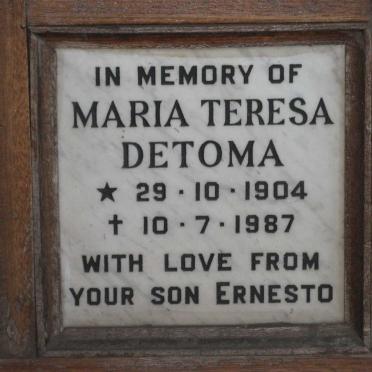 IN MEMORY OF
MARIA TERESA
DETOMA
★ 29 · 10 · 1904
✝ 10 · 7 · 1987
WITH LOVE FROM
YOUR SON ERNESTO